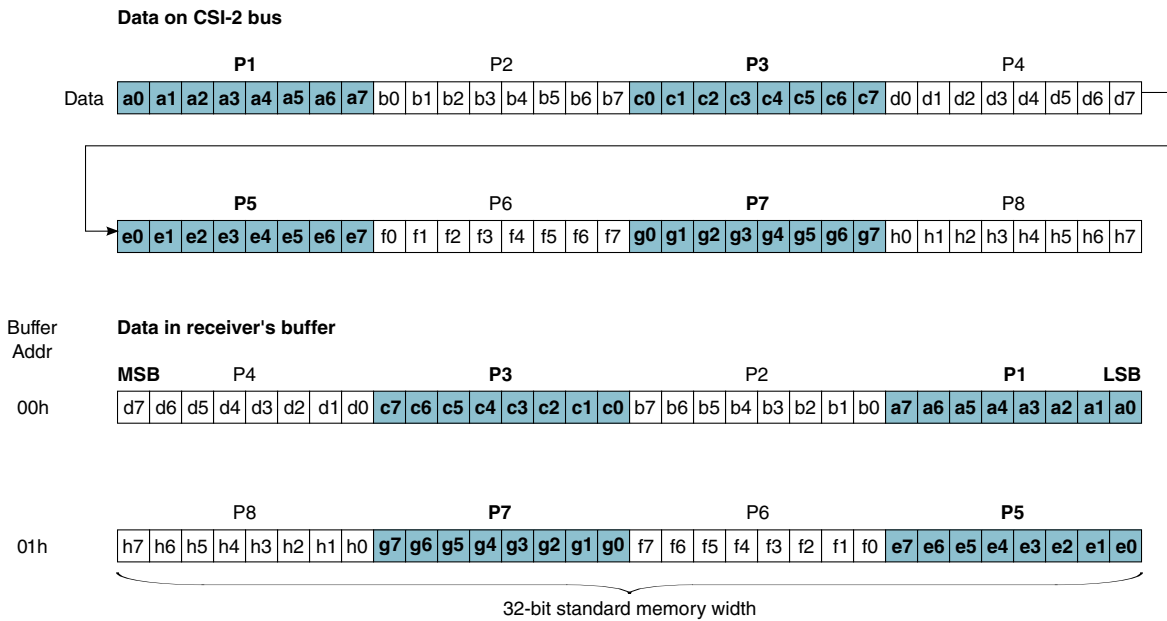 Data on CSI-2 bus
P1 P2 P3 P4
Data a0 a1 a2 a3 a4 a5 a6 a7 b0 b1 b2 b3 b4 b5 b6 b7 c0 c1 c2 c3 c4 c5 c6 c7 d0 d1 d2 d3 d4 d5 d6 d7
P5 P6 P7 P8
e0 e1 e2 e3 e4 e5 e6 e7 f0 f1 f2 f3 f4 f5 f6 f7 g0 g1 g2 g3 g4 g5 g6 g7 h0 h1 h2 h3 h4 h5 h6 h7
Buffer Addr
Data in receiver's buffer
MSB P4 P3 P2 P1 LSB
00h d7 d6 d5 d4 d3 d2 d1 d0 c7 c6 c5 c4 c3 c2 c1 c0 b7 b6 b5 b4 b3 b2 b1 b0 a7 a6 a5 a4 a3 a2 a1 a0
P8 P7 P6 P5
01h h7 h6 h5 h4 h3 h2 h1 h0 g7 g6 g5 g4 g3 g2 g1 g0 f7 f6 f5 f4 f3 f2 f1 f0 e7 e6 e5 e4 e3 e2 e1 e0
32-bit standard memory width